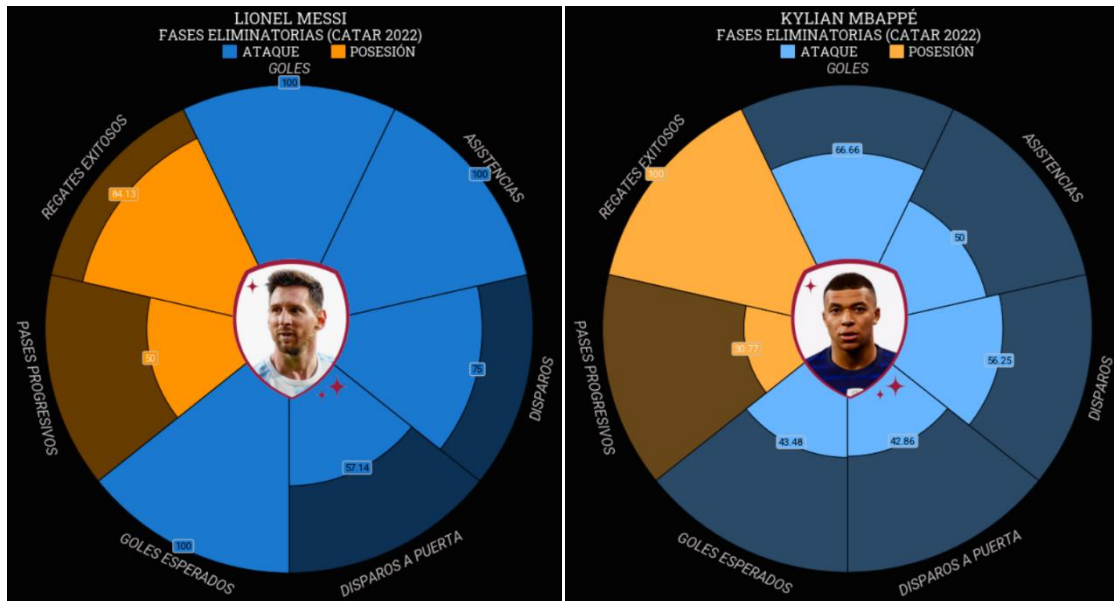 LIONEL MESSI
FASES ELIMINATORIAS (CATAR 2022)
ATAQUE POSESIÓN
GOLES
100
ASISTENCIAS
100
REGATES EXITOSOS
84.13
DISPAROS
75
PASES PROGRESIVOS
50
57.14
GOLES ESPERADOS
100
DISPAROS A PUERTA
KYLIAN MBAPPÉ
FASES ELIMINATORIAS (CATAR 2022)
ATAQUE POSESIÓN
GOLES
66.66
ASISTENCIAS
50
REGATES EXITOSOS
100
DISPAROS
56.25
PASES PROGRESIVOS
30.77
43.48
42.86
GOLES ESPERADOS
DISPAROS A PUERTA